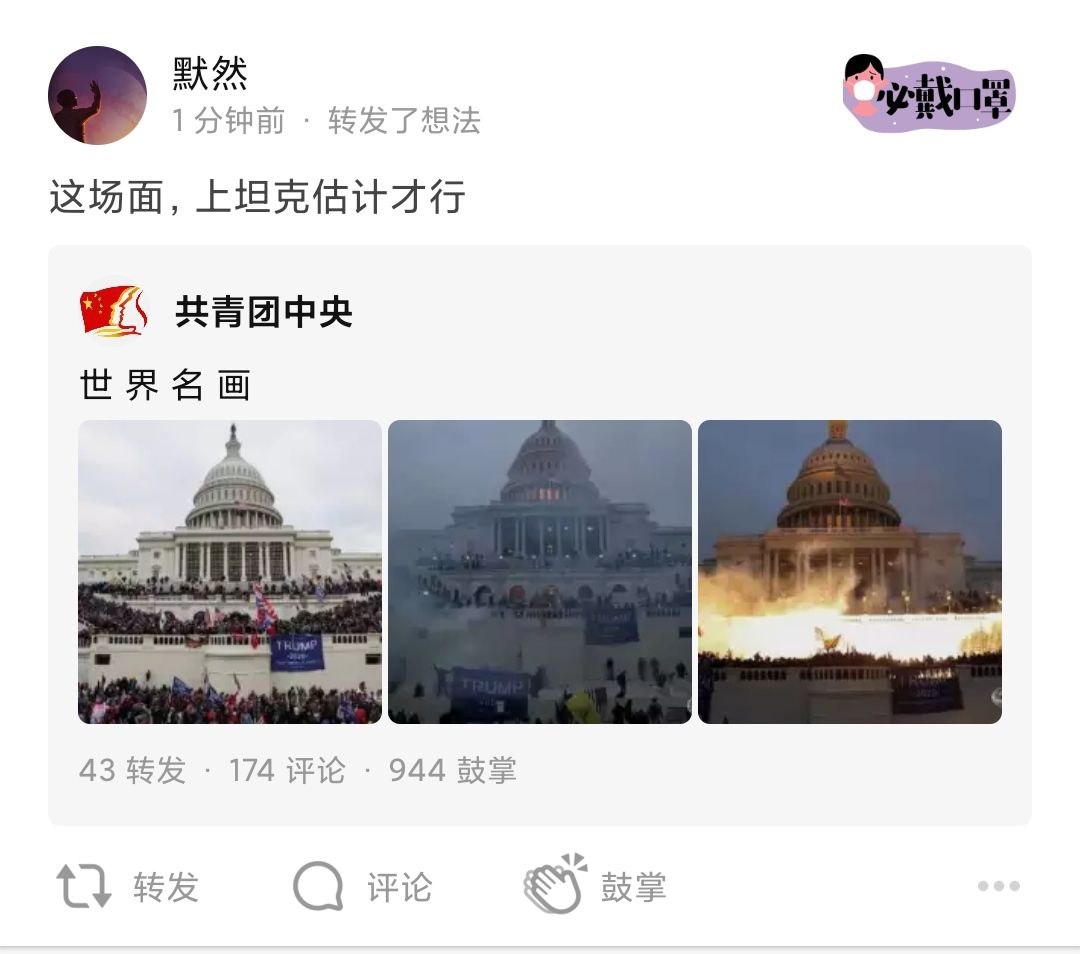 默然
1 分钟前 · 转发了想法
必戴口罩
这场面，上坦克估计才行
共青团中央
世 界 名 画
TRUMP
TRUMP
43 转发 · 174 评论 · 944 鼓掌
转发 评论 鼓掌